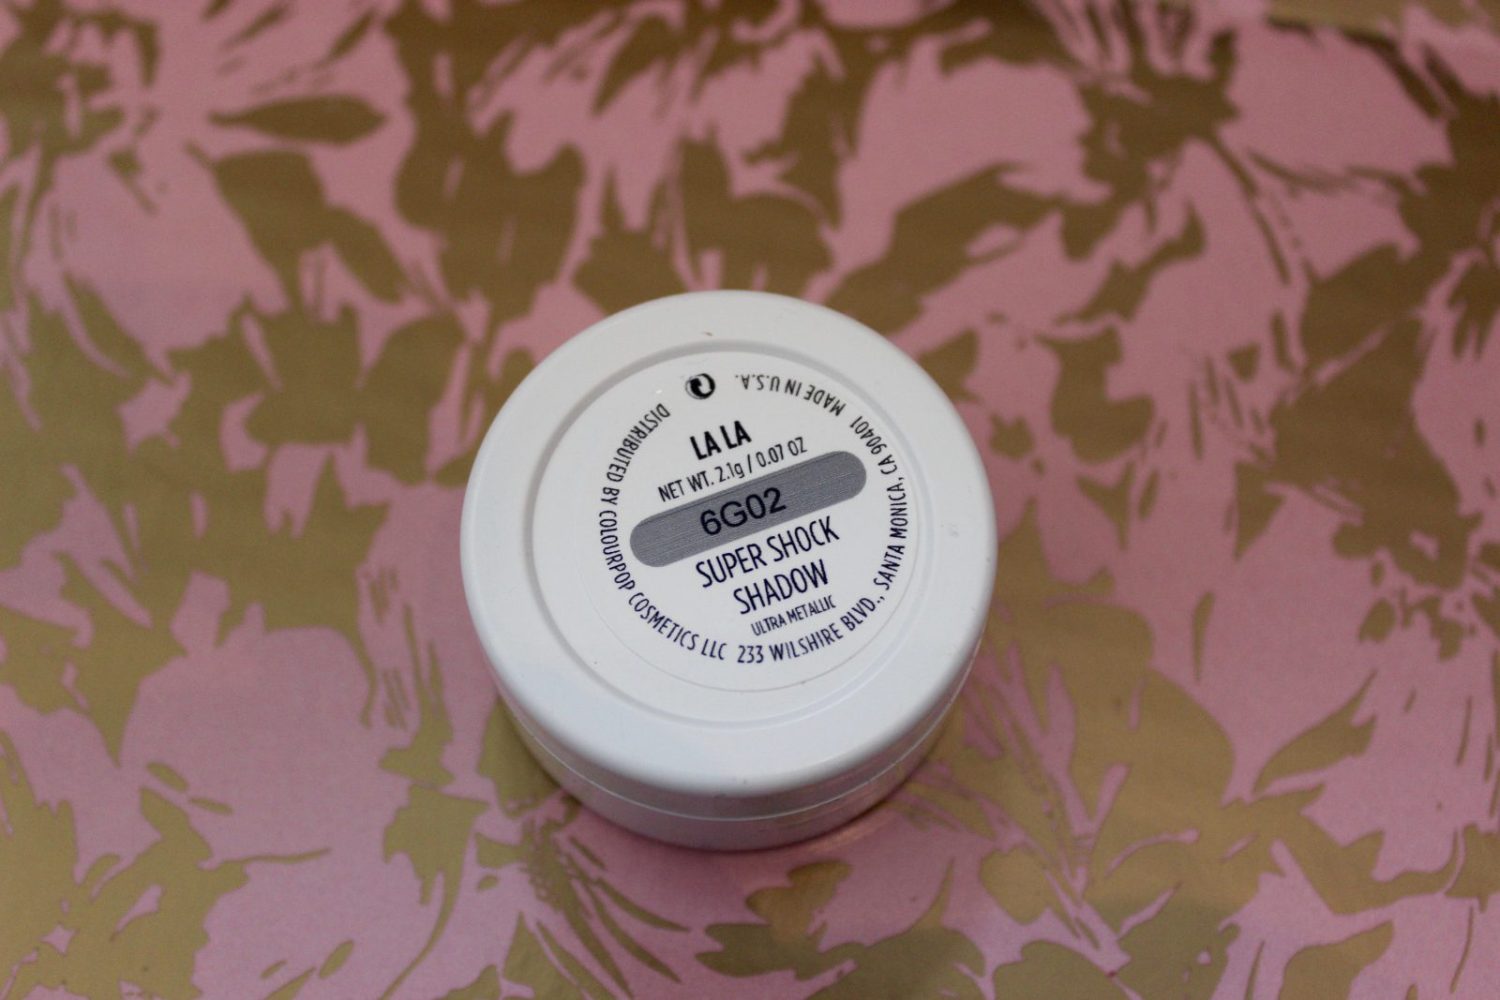 LA LA
NET WT. 2.1g / 0.07 OZ
6G02
SUPER SHOCK
SHADOW
ULTRA METALLIC
DISTRIBUTED BY COLOURPOP COSMETICS LLC 233 WILSHIRE BLVD., SANTA MONICA, CA 90401 MADE IN U.S.A.